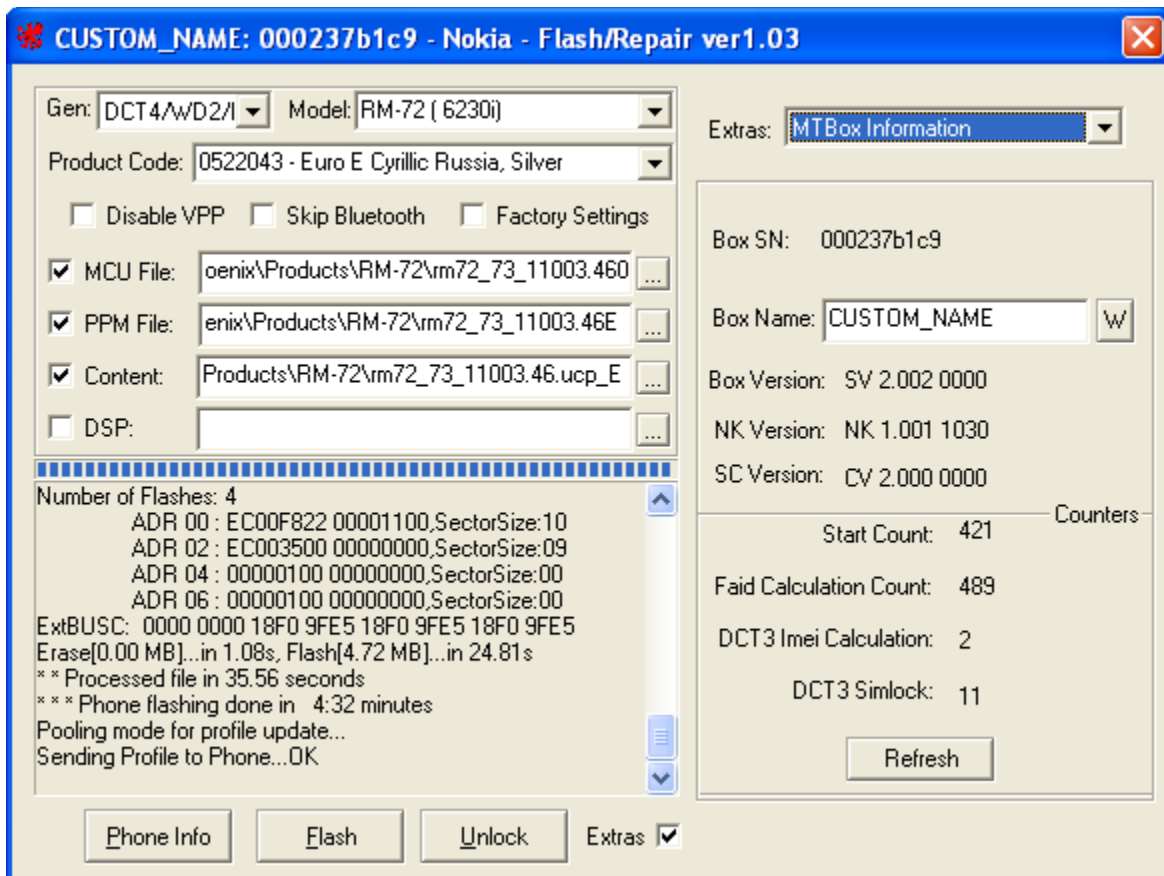 CUSTOM_NAME: 000237b1c9 - Nokia - Flash/Repair ver1.03
Gen: DCT4/WD2/I Model: RM-72 ( 6230i)
Product Code: 0522043 - Euro E Cyrillic Russia, Silver
Disable VPP Skip Bluetooth Factory Settings
MCU File: oenix\Products\RM-72\rm72_73_11003.460 ...
PPM File: enix\Products\RM-72\rm72_73_11003.46E ...
Content: Products\RM-72\rm72_73_11003.46.ucp_E ...
DSP: ...
Number of Flashes: 4
ADR 00 : EC00F822 00001100,SectorSize:10
ADR 02 : EC003500 00000000,SectorSize:09
ADR 04 : 00000100 00000000,SectorSize:00
ADR 06 : 00000100 00000000,SectorSize:00
ExtBUSC: 0000 0000 18F0 9FE5 18F0 9FE5 18F0 9FE5
Erase[0.00 MB]...in 1.08s, Flash[4.72 MB]...in 24.81s
* * Processed file in 35.56 seconds
* * * Phone flashing done in 4:32 minutes
Pooling mode for profile update...
Sending Profile to Phone...OK
Phone Info Flash Unlock Extras
Extras: MTBox Information
Box SN: 000237b1c9
Box Name: CUSTOM_NAME W
Box Version: SV 2.002 0000
NK Version: NK 1.001 1030
SC Version: CV 2.000 0000
Counters
Start Count: 421
Faid Calculation Count: 489
DCT3 Imei Calculation: 2
DCT3 Simlock: 11
Refresh